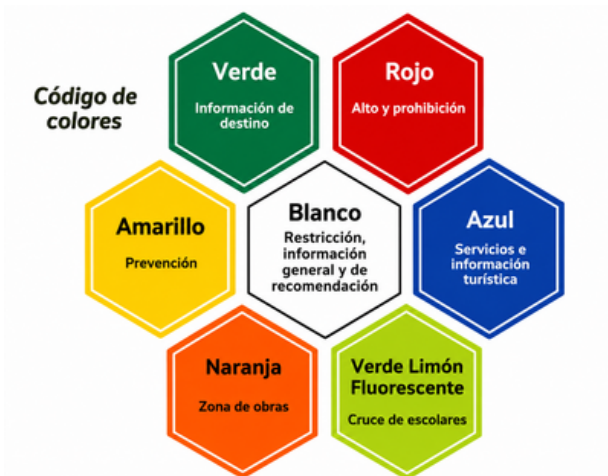 Código de
colores
Verde
Información de
destino
Rojo
Alto y prohibición
Amarillo
Prevención
Blanco
Restricción,
información
general y de
recomendación
Azul
Servicios e
información
turística
Naranja
Zona de obras
Verde Limón
Fluorescente
Cruce de escolares